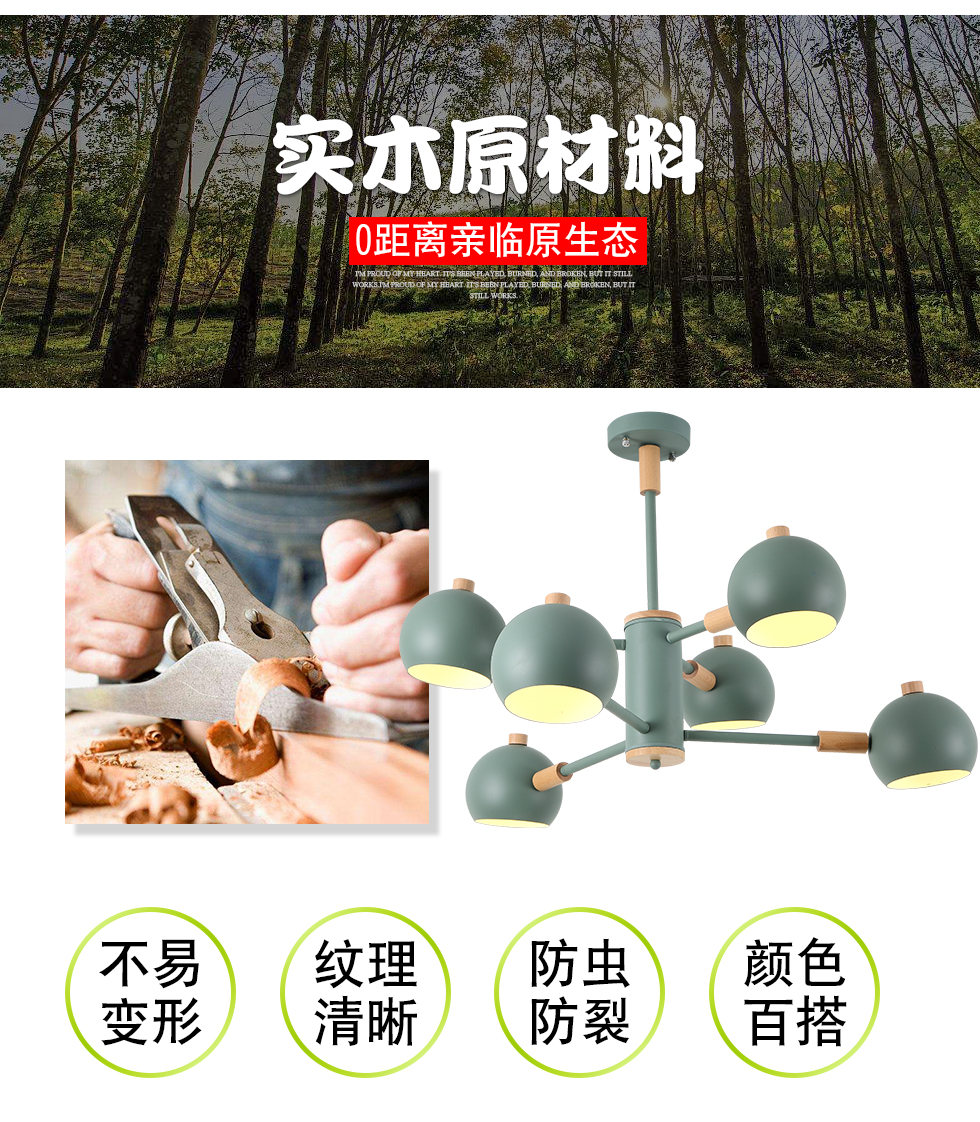 实木原材料
0距离亲临原生态
I'M PROUD OF MY HEART. IT'S BEEN PLAYED, BURNED, AND BROKEN, BUT IT STILL
WORKS.I'M PROUD OF MY HEART. IT'S BEEN PLAYED, BURNED, AND BROKEN, BUT IT
STILL WORKS.
不易
变形
纹理
清晰
防虫
防裂
颜色
百搭